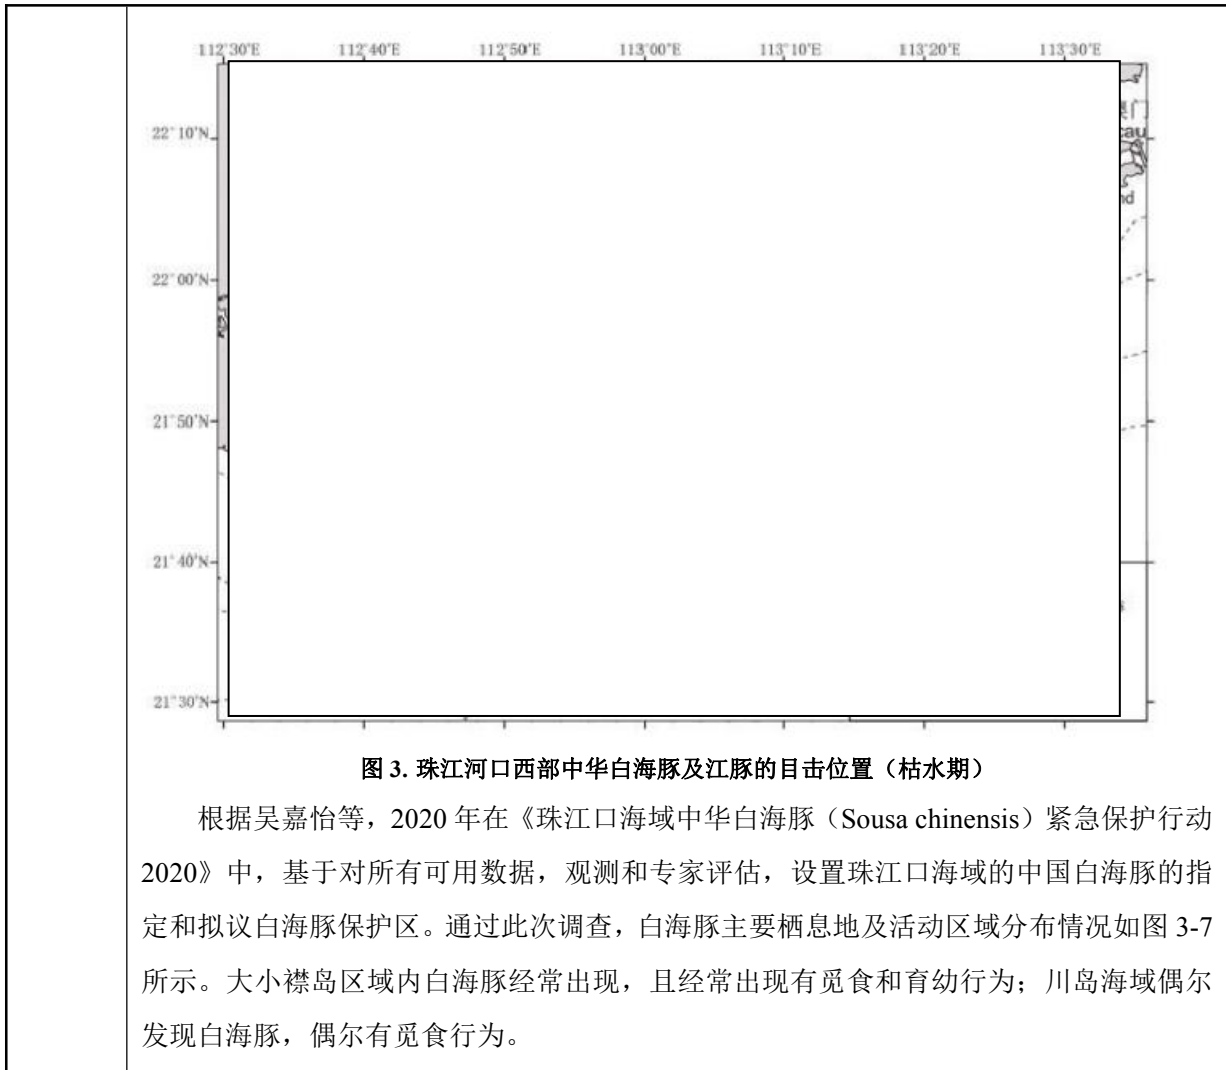 112°30'E 112°40'E 112°50'E 113°00'E 113°10'E 113°20'E 113°30'E
22°10'N
22°00'N
21°50'N
21°40'N
21°30'N
图 3. 珠江河口西部中华白海豚及江豚的目击位置（枯水期）
根据吴嘉怡等，2020 年在《珠江口海域中华白海豚（Sousa chinensis）紧急保护行动
2020》中，基于对所有可用数据，观测和专家评估，设置珠江口海域的中国白海豚的指
定和拟议白海豚保护区。通过此次调查，白海豚主要栖息地及活动区域分布情况如图 3-7
所示。大小襟岛区域内白海豚经常出现，且经常出现有觅食和育幼行为；川岛海域偶尔
发现白海豚，偶尔有觅食行为。